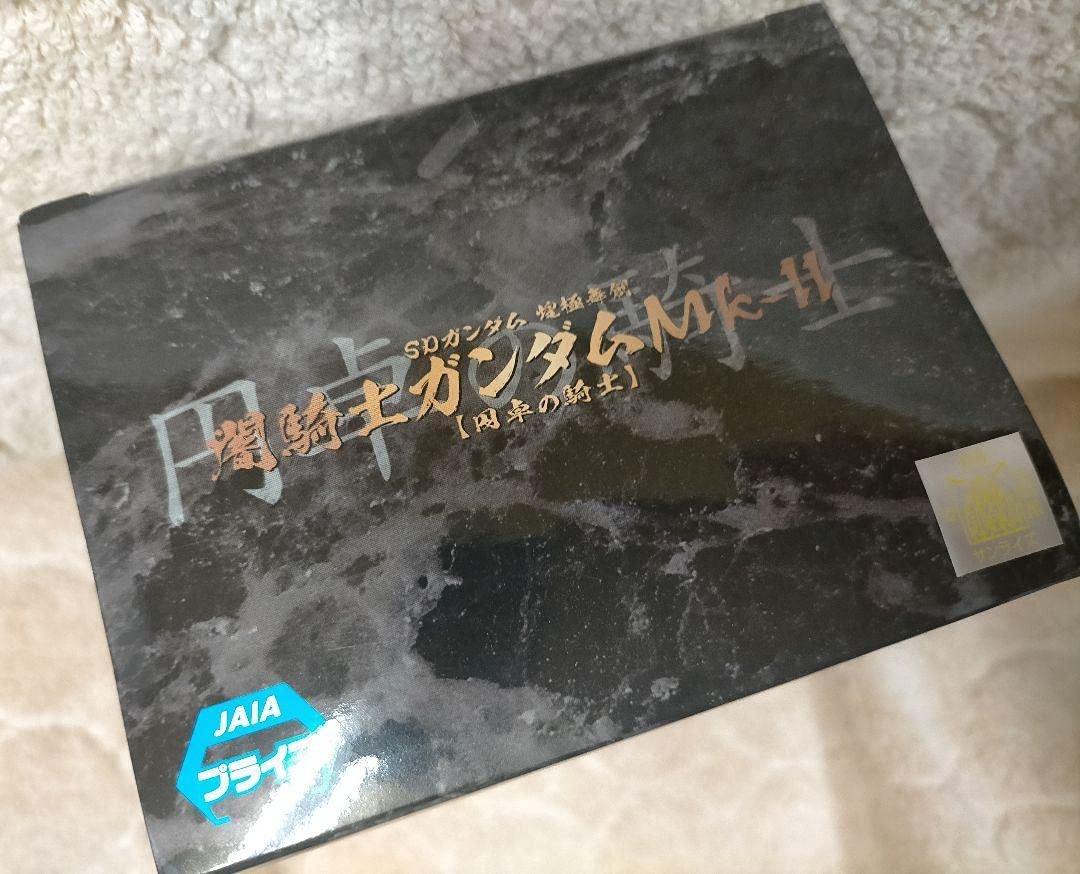 円卓の騎士
SDガンダム 煌極舞創
闇騎士ガンダムMk-II
【円卓の騎士】
サンライズ
JAIA
プライズ